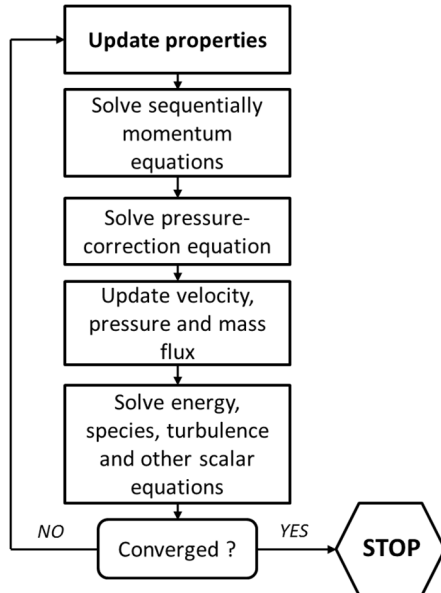 Update properties
Solve sequentially
momentum
equations
Solve pressure-
correction equation
Update velocity,
pressure and mass
flux
Solve energy,
species, turbulence
and other scalar
equations
NO
Converged ?
YES
STOP